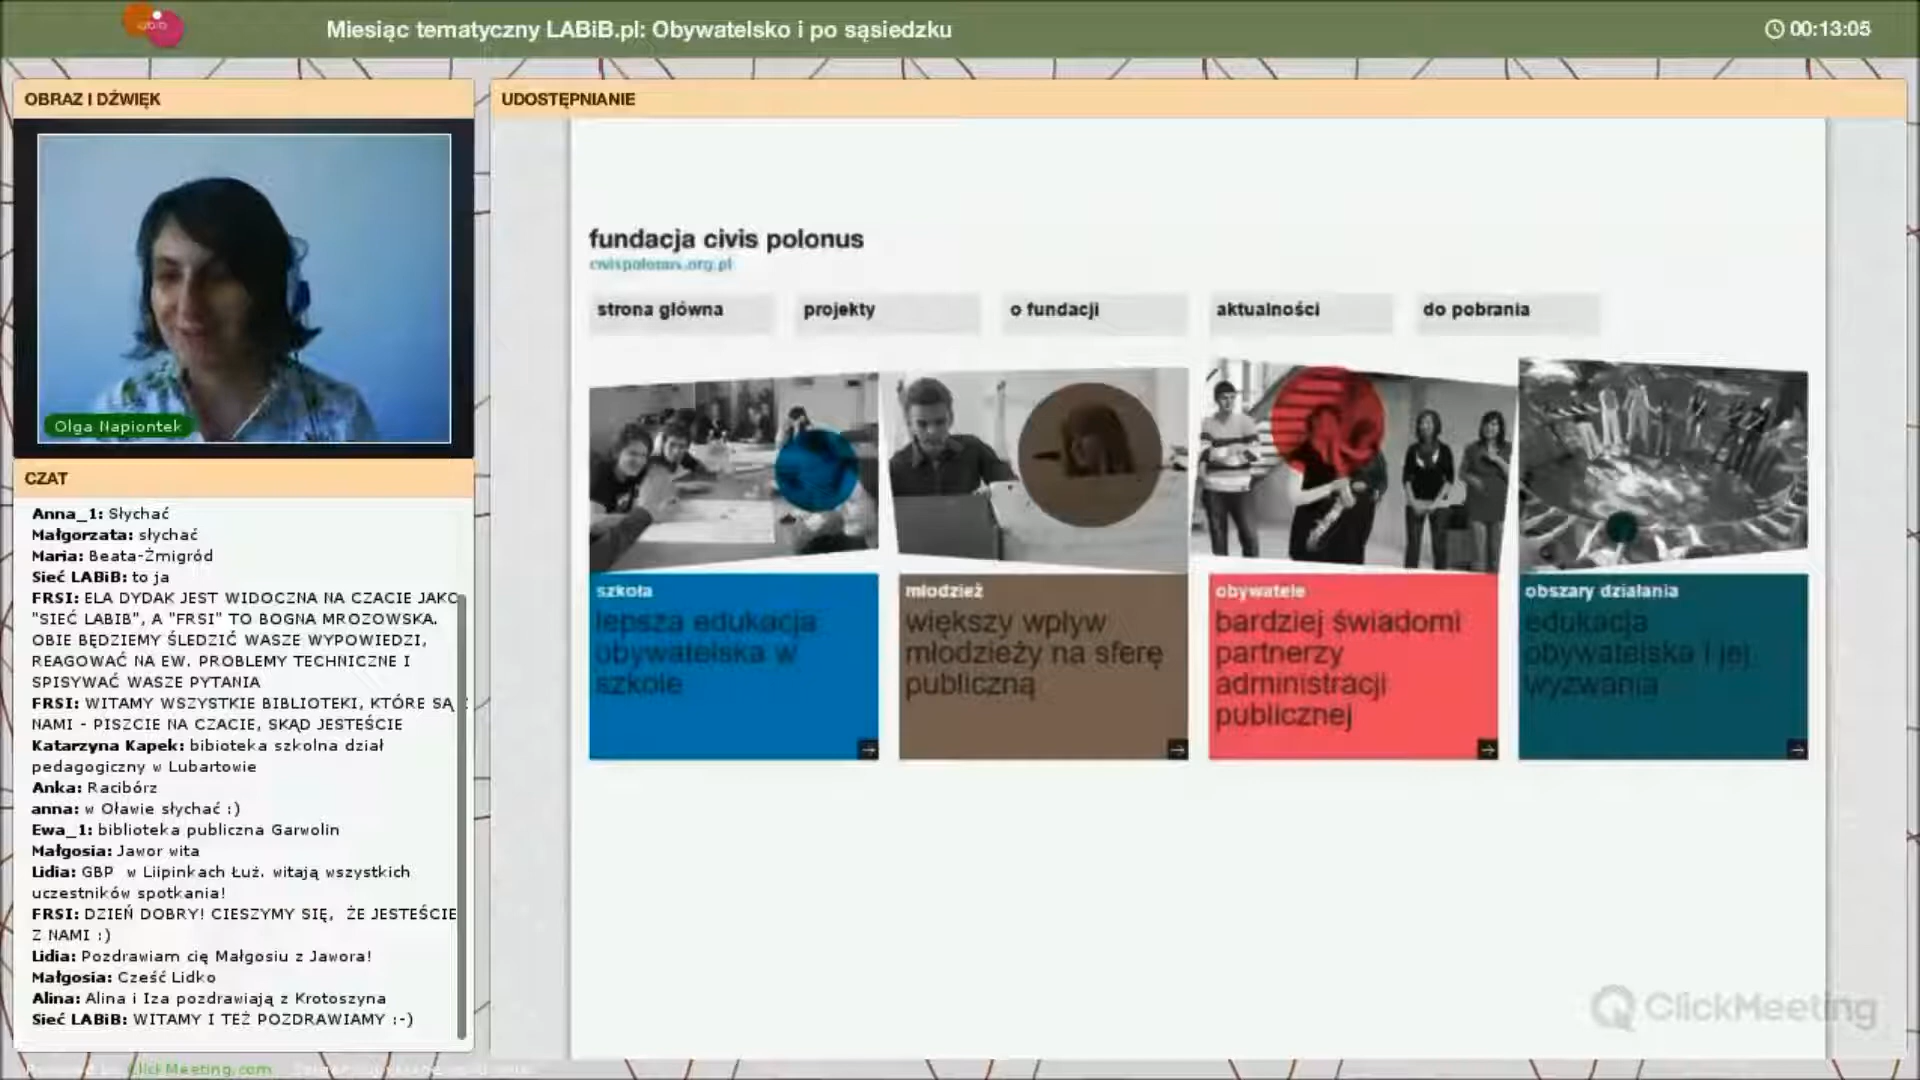 LABiB
Miesiąc tematyczny LABiB.pl: Obywatelsko i po sąsiedzku
00:13:05
OBRAZ I DŹWIĘK
Olga Napiontek
CZAT
Anna_1: Słychać
Małgorzata: słychać
Maria: Beata-Żmigród
Sieć LABiB: to ja
FRSI: ELA DYDAK JEST WIDOCZNA NA CZACIE JAKO
"SIEĆ LABIB", A "FRSI" TO BOGNA MROZOWSKA.
OBIE BĘDZIEMY ŚLEDZIĆ WASZE WYPOWIEDZI,
REAGOWAĆ NA EW. PROBLEMY TECHNICZNE I
SPISYWAĆ WASZE PYTANIA
FRSI: WITAMY WSZYSTKIE BIBLIOTEKI, KTÓRE SĄ Z
NAMI - PISZCIE NA CZACIE, SKĄD JESTEŚCIE
Katarzyna Kapek: bibioteka szkolna dział
pedagogiczny w Lubartowie
Anka: Racibórz
anna: w Oławie słychać :)
Ewa_1: biblioteka publiczna Garwolin
Małgosia: Jawor wita
Lidia: GBP w Liipinkach Łuż. witają wszystkich
uczestników spotkania!
FRSI: DZIEŃ DOBRY! CIESZYMY SIĘ, ŻE JESTEŚCIE
Z NAMI :)
Lidia: Pozdrawiam cię Małgosiu z Jawora!
Małgosia: Cześć Lidko
Alina: Alina i Iza pozdrawiają z Krotoszyna
Sieć LABiB: WITAMY I TEŻ POZDRAWIAMY :-)
ClickMeeting.com
UDOSTĘPNIANIE
fundacja civis polonus
civispolonus.org.pl
strona główna
projekty
o fundacji
aktualności
do pobrania
szkoła
lepsza edukacja
obywatelska w
szkole
młodzież
większy wpływ
młodzieży na sferę
publiczną
obywatele
bardziej świadomi
partnerzy
administracji
publicznej
obszary działania
edukacja
obywatelska i jej
wyzwania
ClickMeeting